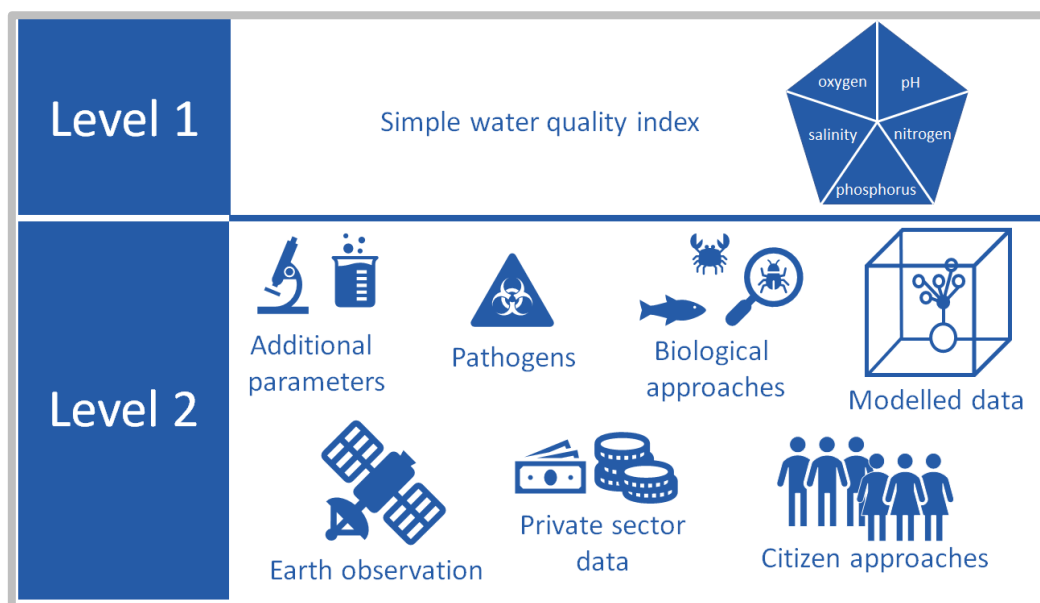 Level 1
Simple water quality index
oxygen
pH
salinity
nitrogen
phosphorus
Level 2
Additional
parameters
Pathogens
Biological
approaches
Modelled data
Earth observation
Private sector
data
Citizen approaches